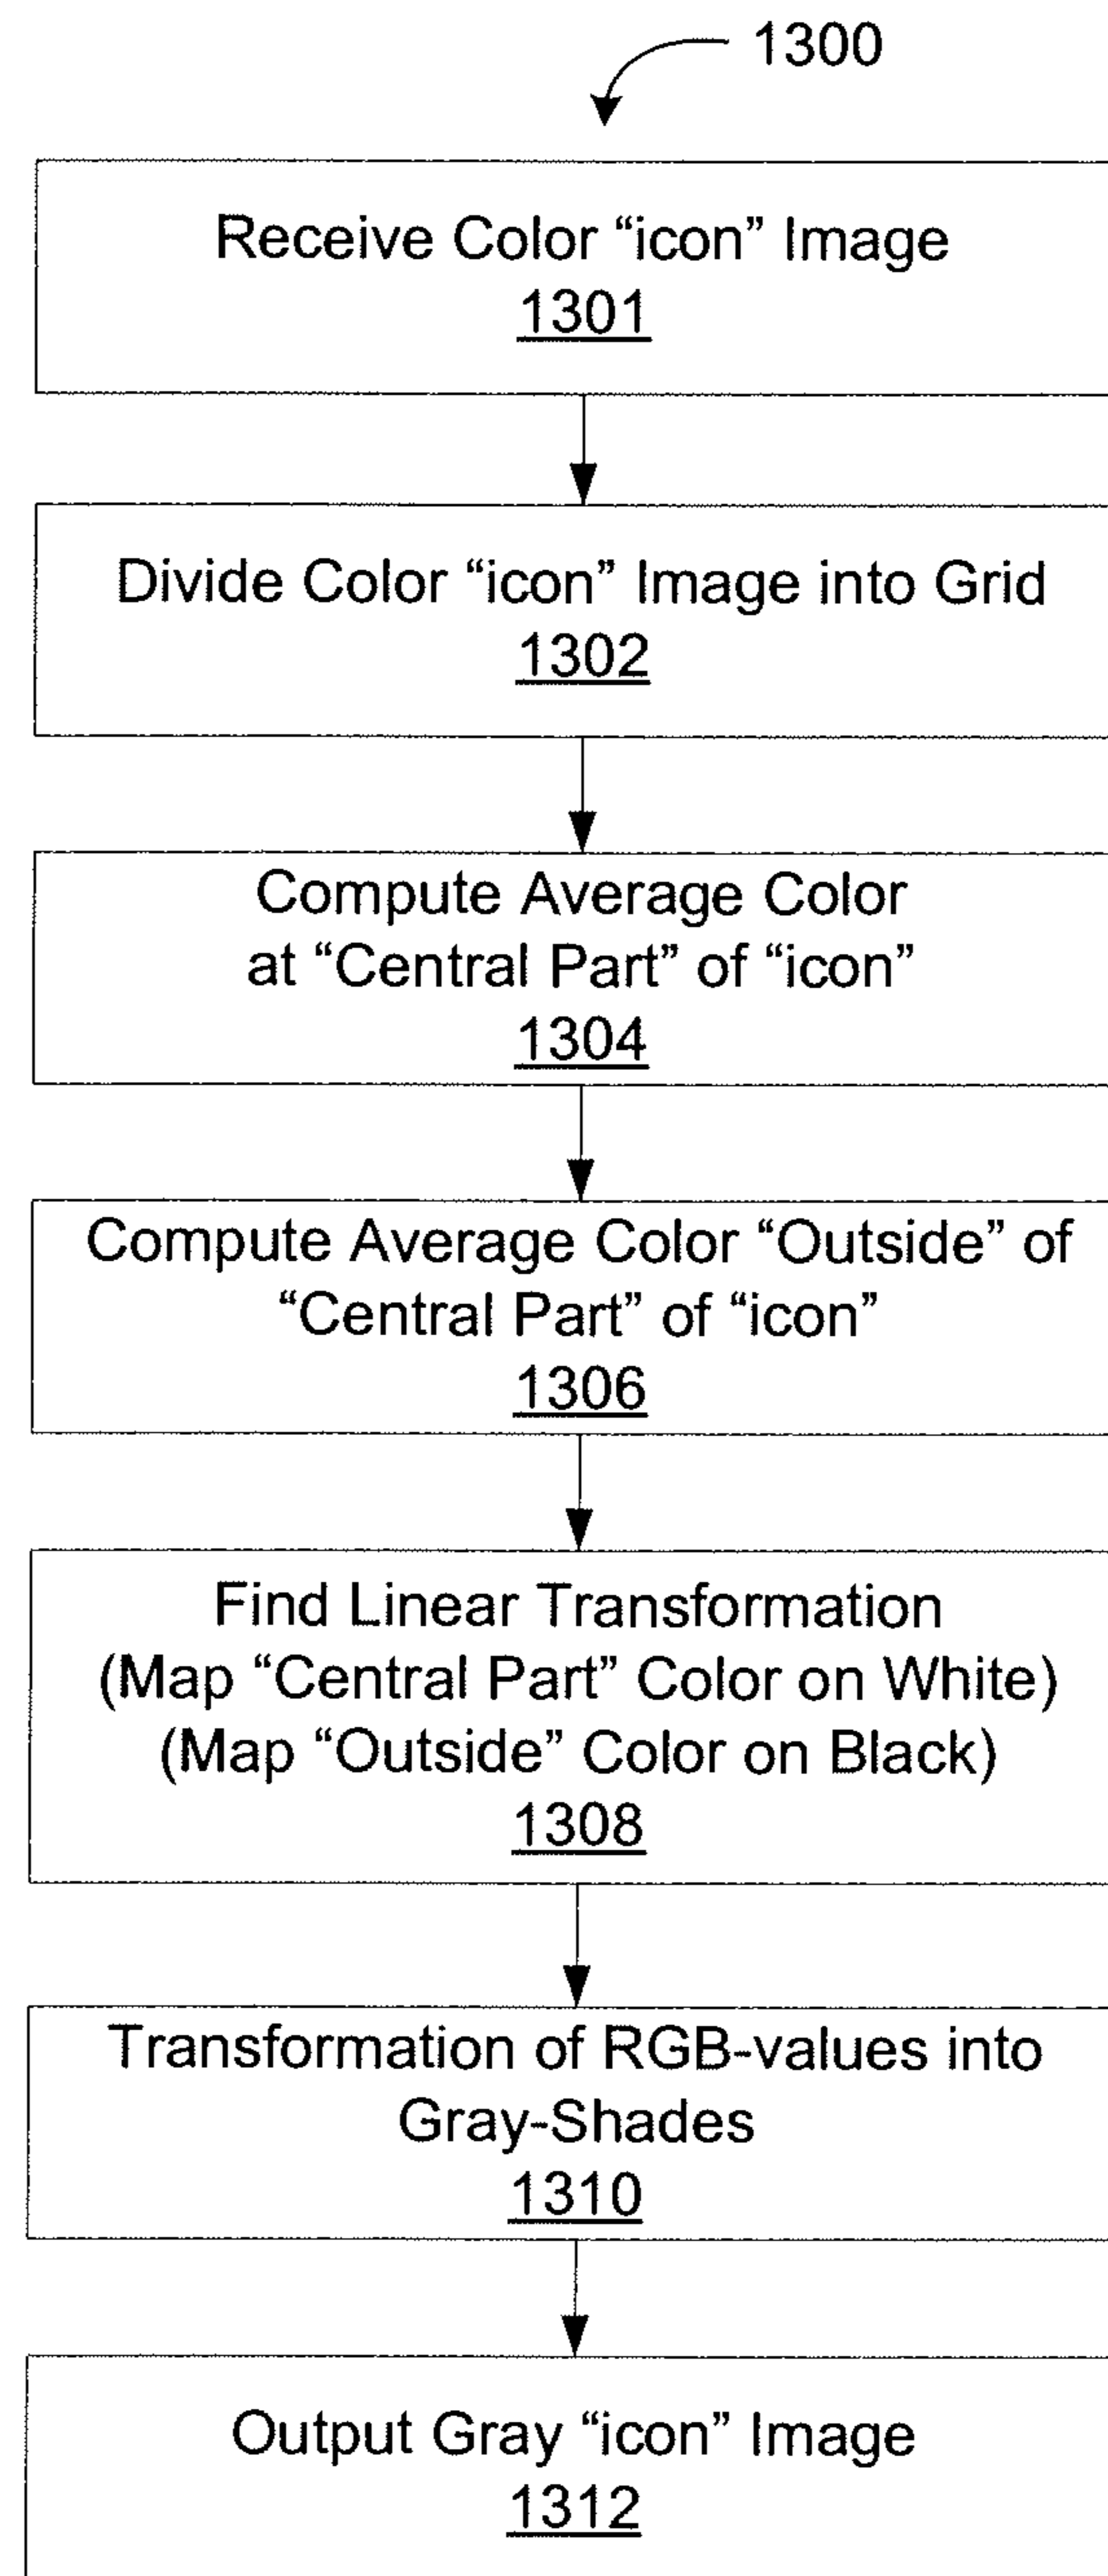 1300
Receive Color “icon” Image
1301
Divide Color “icon” Image into Grid
1302
Compute Average Color
at “Central Part” of “icon”
1304
Compute Average Color “Outside” of
“Central Part” of “icon”
1306
Find Linear Transformation
(Map “Central Part” Color on White)
(Map “Outside” Color on Black)
1308
Transformation of RGB-values into
Gray-Shades
1310
Output Gray “icon” Image
1312